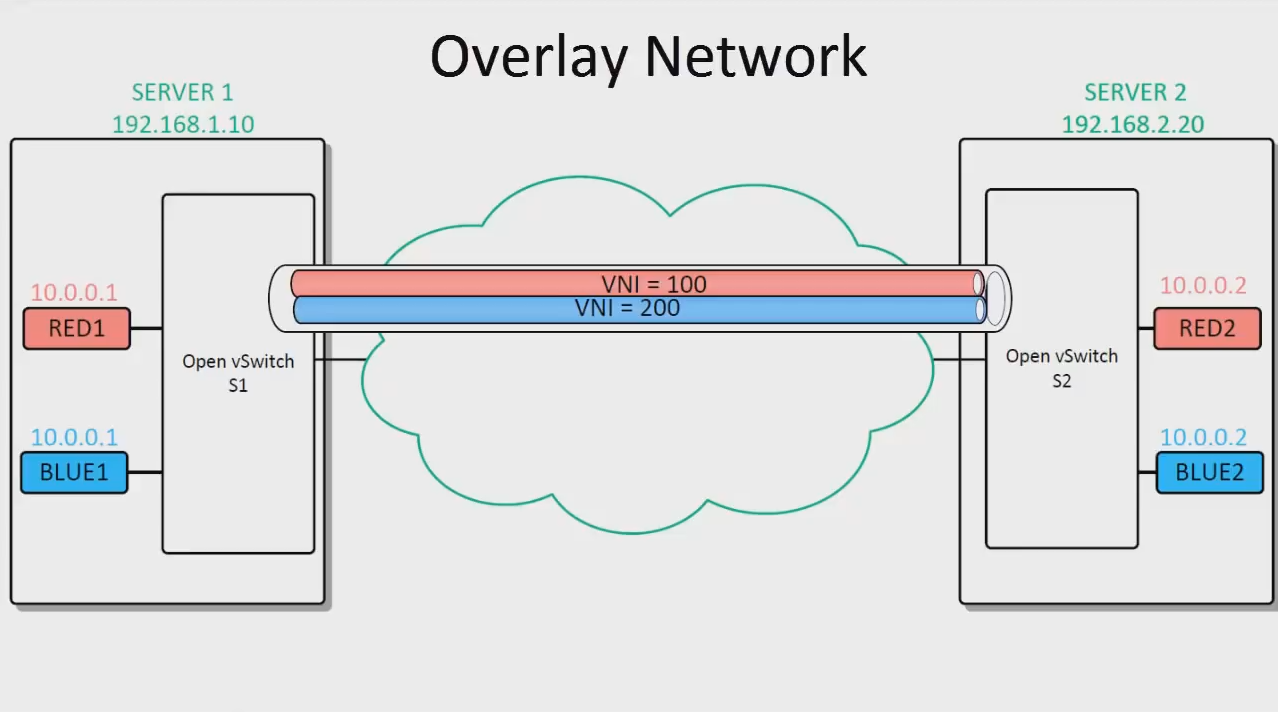 Overlay Network
SERVER 1
192.168.1.10
SERVER 2
192.168.2.20
VNI = 100
VNI = 200
10.0.0.1
RED1
10.0.0.1
BLUE1
Open vSwitch
S1
Open vSwitch
S2
10.0.0.2
RED2
10.0.0.2
BLUE2